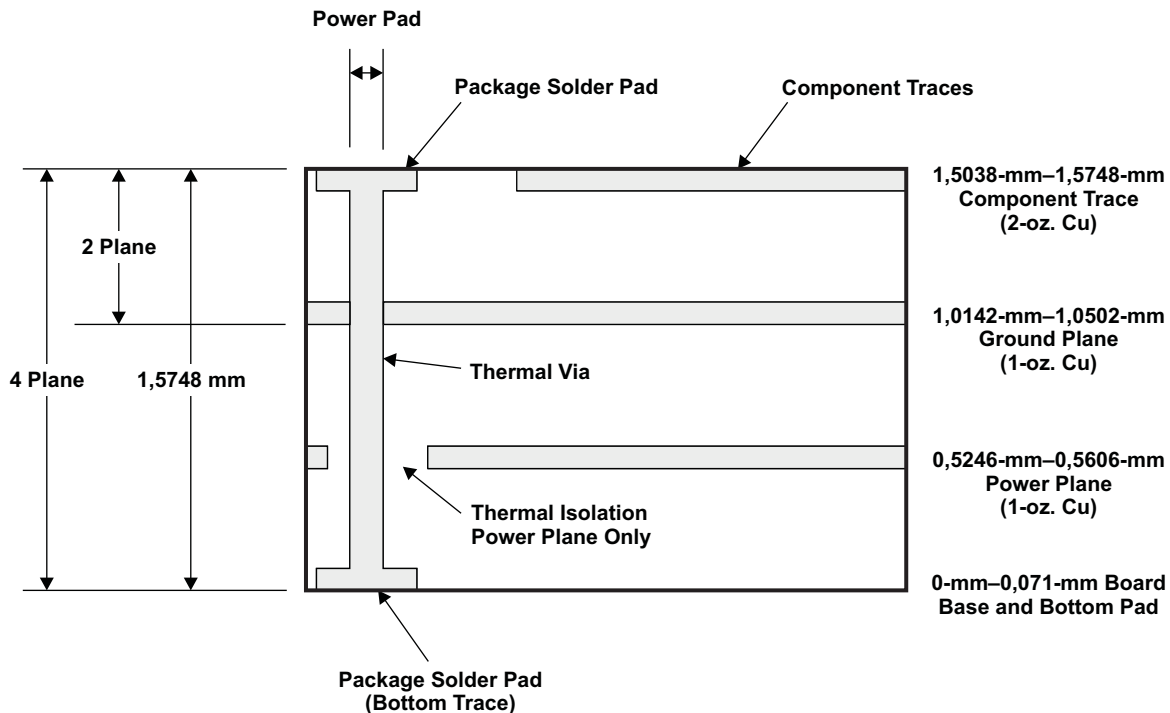 Power Pad
Package Solder Pad
Component Traces
1,5038-mm–1,5748-mm
Component Trace
(2-oz. Cu)
2 Plane
1,0142-mm–1,0502-mm
Ground Plane
(1-oz. Cu)
4 Plane
1,5748 mm
Thermal Via
0,5246-mm–0,5606-mm
Power Plane
(1-oz. Cu)
Thermal Isolation
Power Plane Only
0-mm–0,071-mm Board
Base and Bottom Pad
Package Solder Pad
(Bottom Trace)